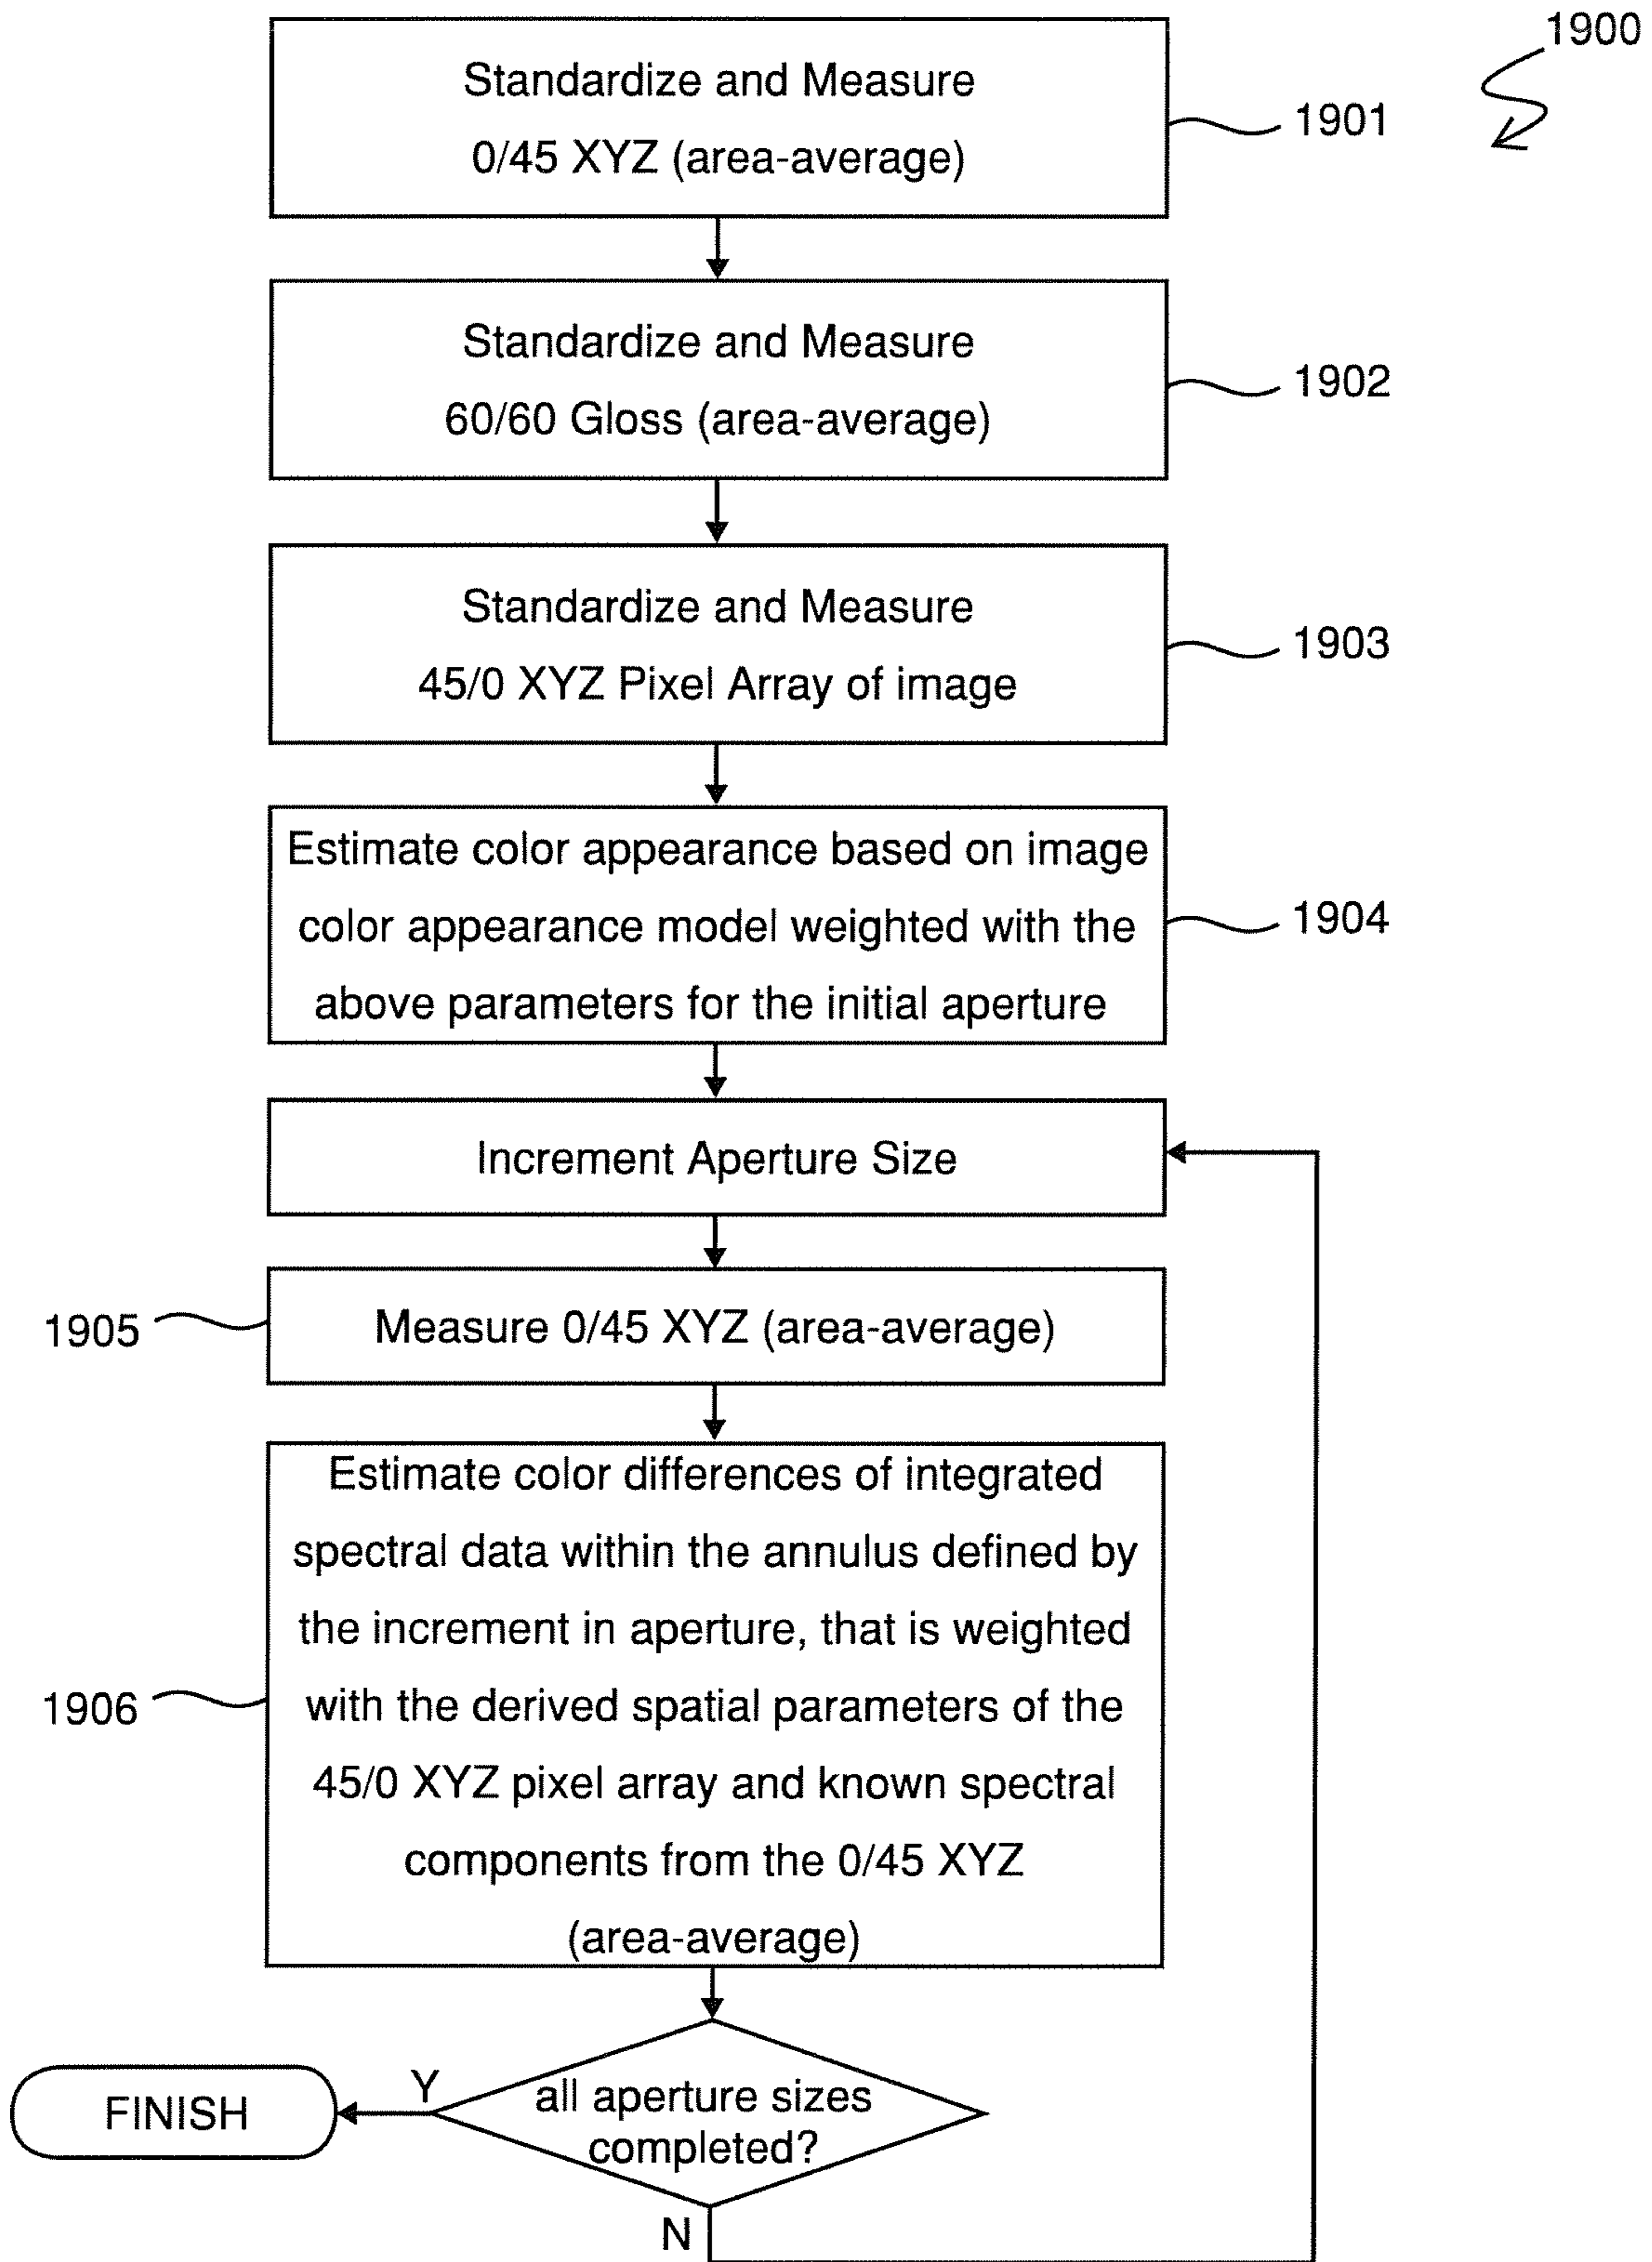 1900
Standardize and Measure
0/45 XYZ (area-average)
1901
Standardize and Measure
60/60 Gloss (area-average)
1902
Standardize and Measure
45/0 XYZ Pixel Array of image
1903
Estimate color appearance based on image
color appearance model weighted with the
above parameters for the initial aperture
1904
Increment Aperture Size
1905
Measure 0/45 XYZ (area-average)
Estimate color differences of integrated
spectral data within the annulus defined by
the increment in aperture, that is weighted
with the derived spatial parameters of the
45/0 XYZ pixel array and known spectral
components from the 0/45 XYZ
(area-average)
1906
all aperture sizes
completed?
Y
FINISH
N